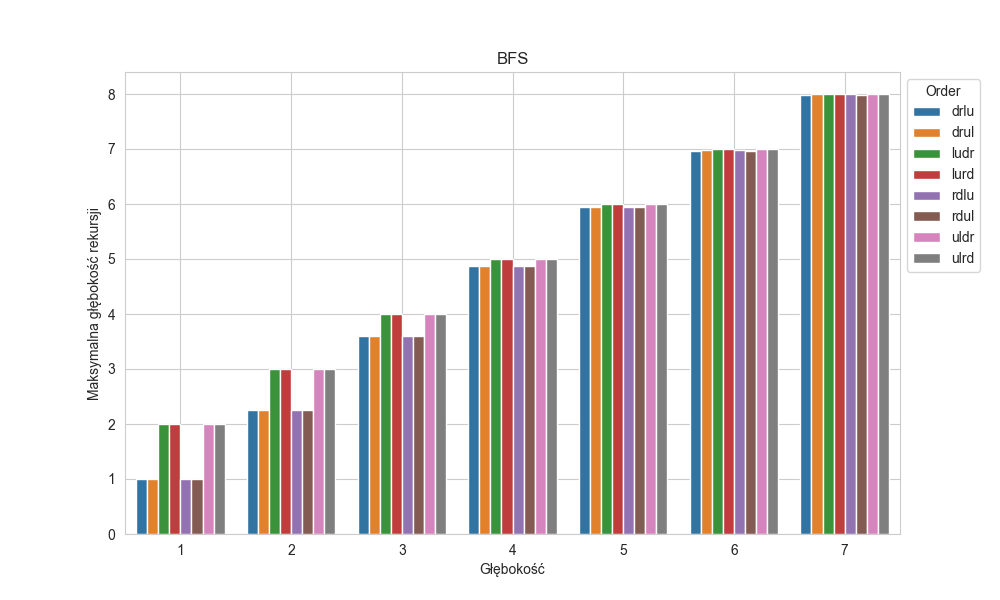 BFS
Maksymalna głębokość rekursji
8
7
6
5
4
3
2
1
0
1 2 3 4 5 6 7
Głębokość
Order
drlu
drul
ludr
lurd
rdlu
rdul
uldr
ulrd